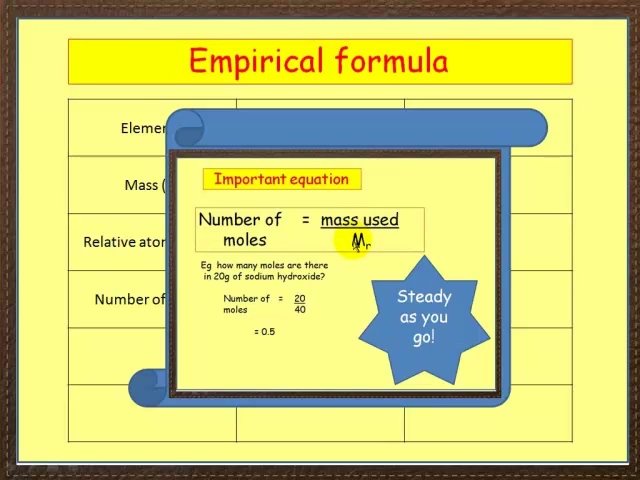 Empirical formula
Elemen
Mass (
Relative atom
Number of
Important equation
Number of = mass used
moles Mr
Eg how many moles are there
in 20g of sodium hydroxide?
Number of = 20
moles 40
= 0.5
Steady
as you
go!